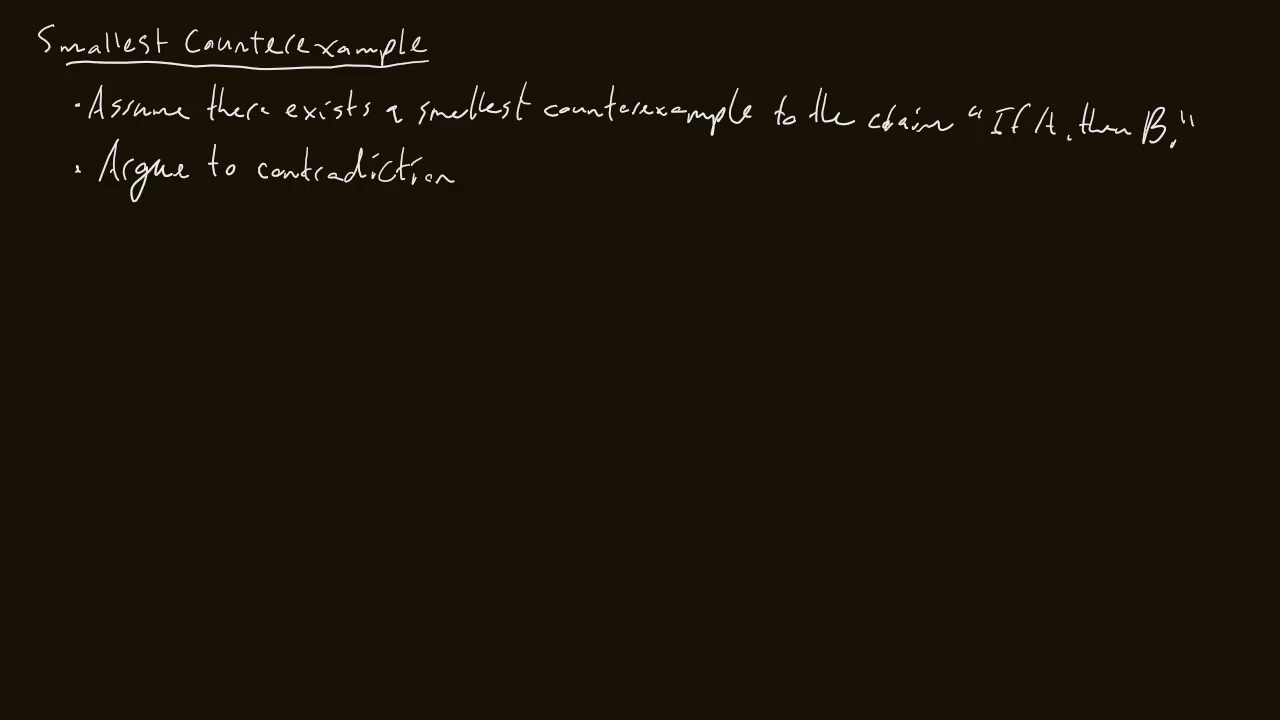 Smallest Counterexample
· Assume there exists a smallest counterexample to the claim "If A, then B."
· Argue to contradiction